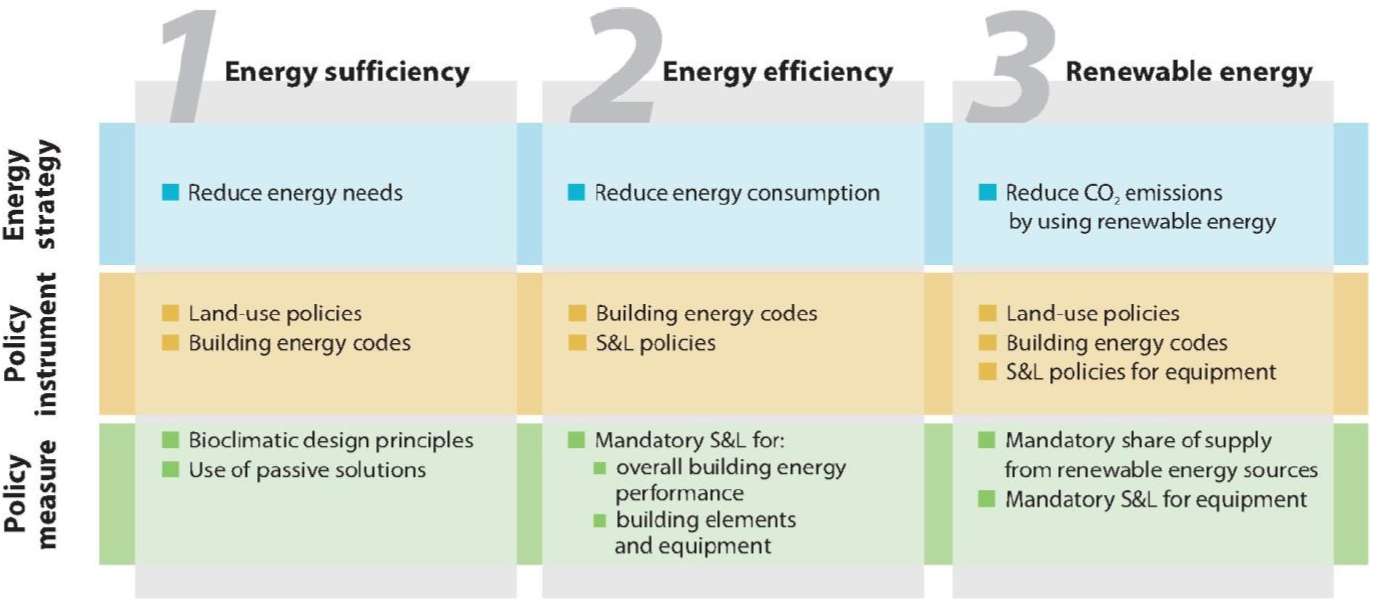 1 Energy sufficiency
2 Energy efficiency
3 Renewable energy
Energy
strategy
■ Reduce energy needs
■ Reduce energy consumption
■ Reduce CO₂ emissions
by using renewable energy
Policy
instrument
■ Land-use policies
■ Building energy codes
■ Building energy codes
■ S&L policies
■ Land-use policies
■ Building energy codes
■ S&L policies for equipment
Policy
measure
■ Bioclimatic design principles
■ Use of passive solutions
■ Mandatory S&L for:
■ overall building energy
performance
■ building elements
and equipment
■ Mandatory share of supply
from renewable energy sources
■ Mandatory S&L for equipment